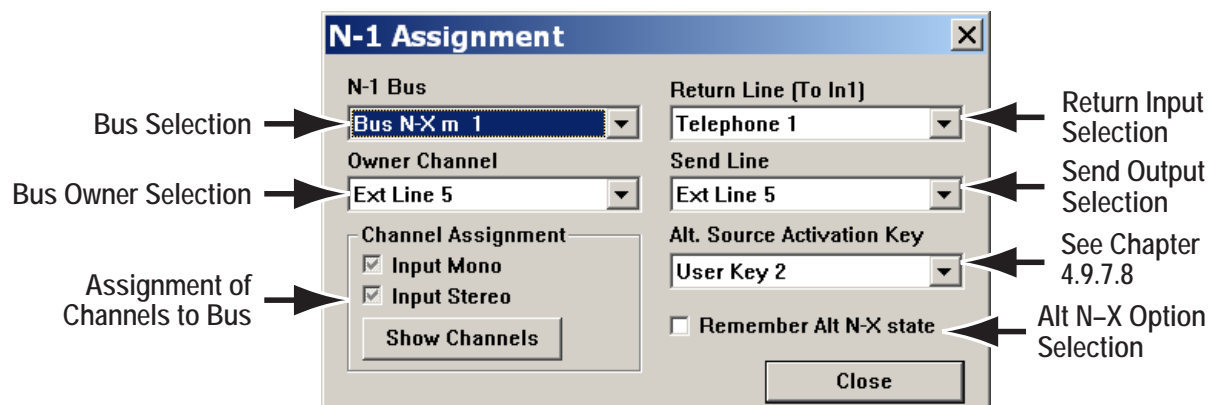 N-1 Assignment
N-1 Bus
Return Line (To In1)
Bus Selection
Bus N-X m 1
Telephone 1
Return Input
Selection
Owner Channel
Send Line
Bus Owner Selection
Ext Line 5
Ext Line 5
Send Output
Selection
Channel Assignment
Alt. Source Activation Key
Input Mono
User Key 2
See Chapter
4.9.7.8
Assignment of
Channels to Bus
Input Stereo
Show Channels
Remember Alt N-X state
Alt N–X Option
Selection
Close